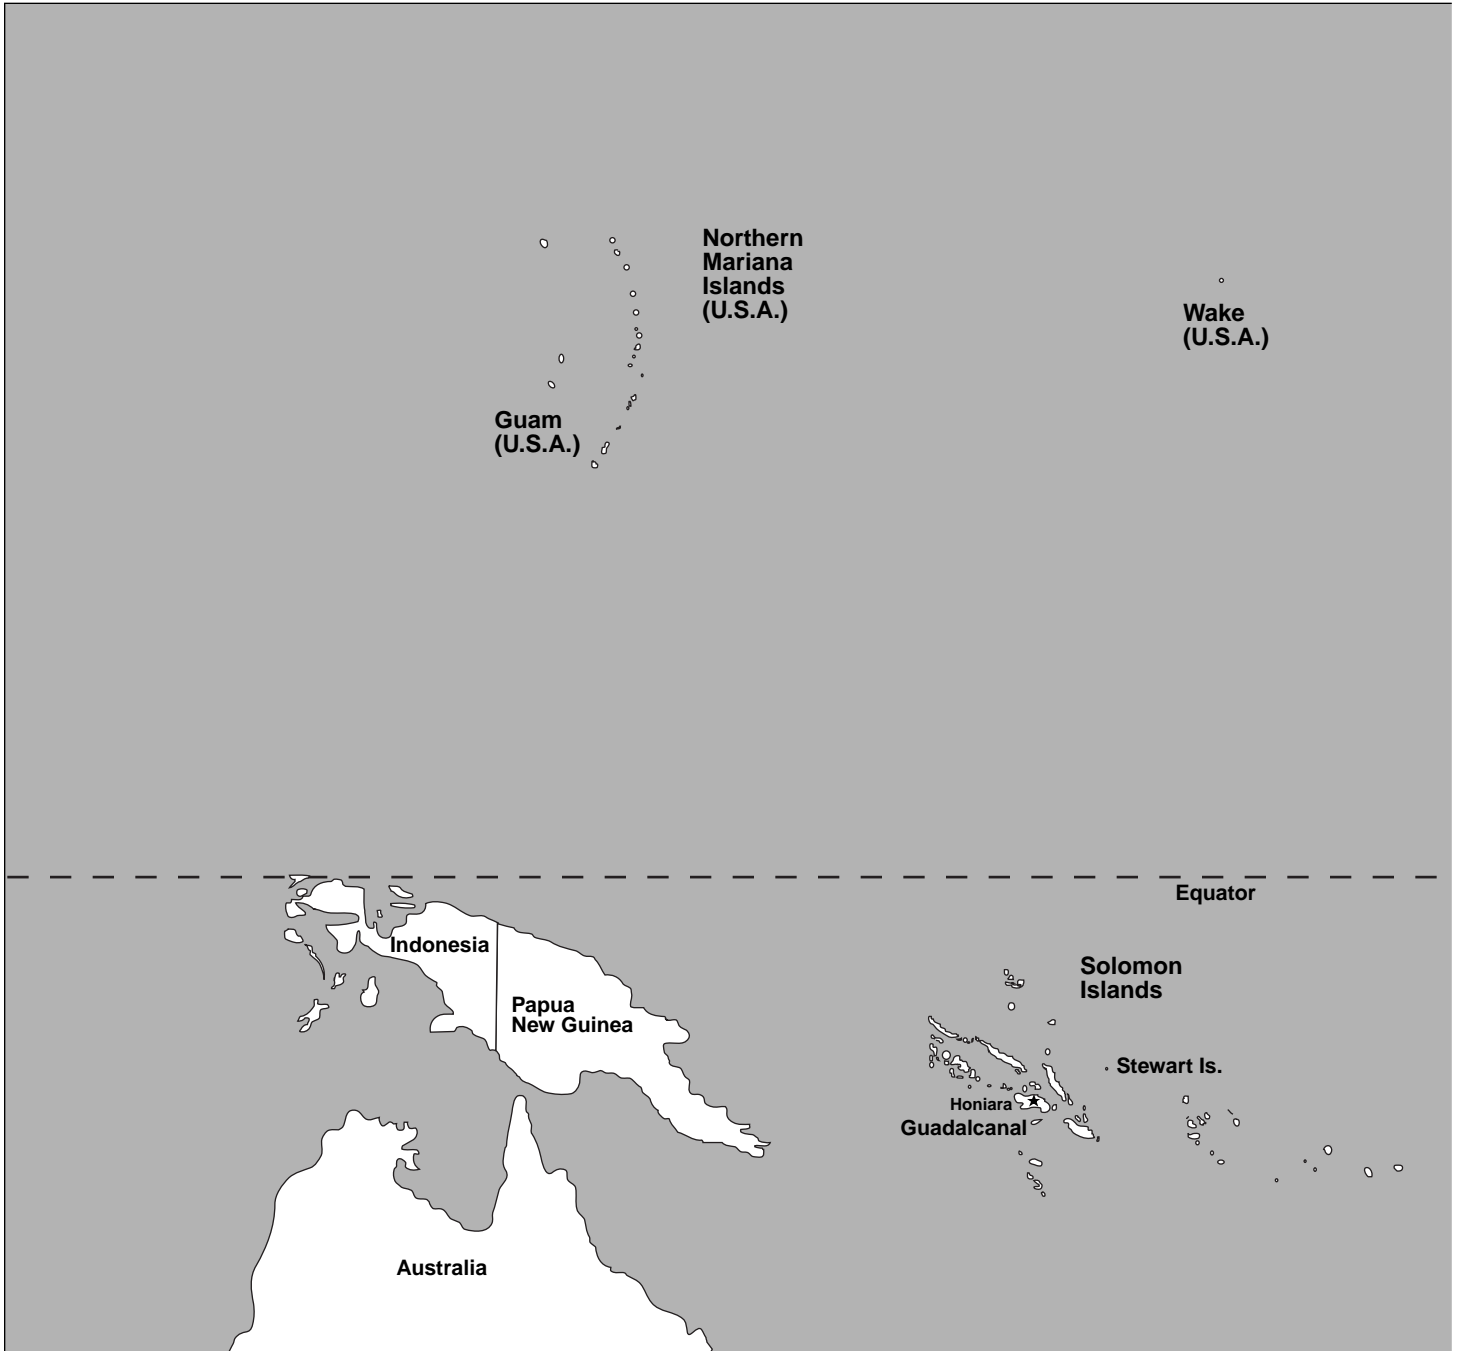 Northern
Mariana
Islands
(U.S.A.)
Wake
(U.S.A.)
Guam
(U.S.A.)
Equator
Indonesia
Solomon
Islands
Papua
New Guinea
Stewart Is.
Honiara
Guadalcanal
Australia